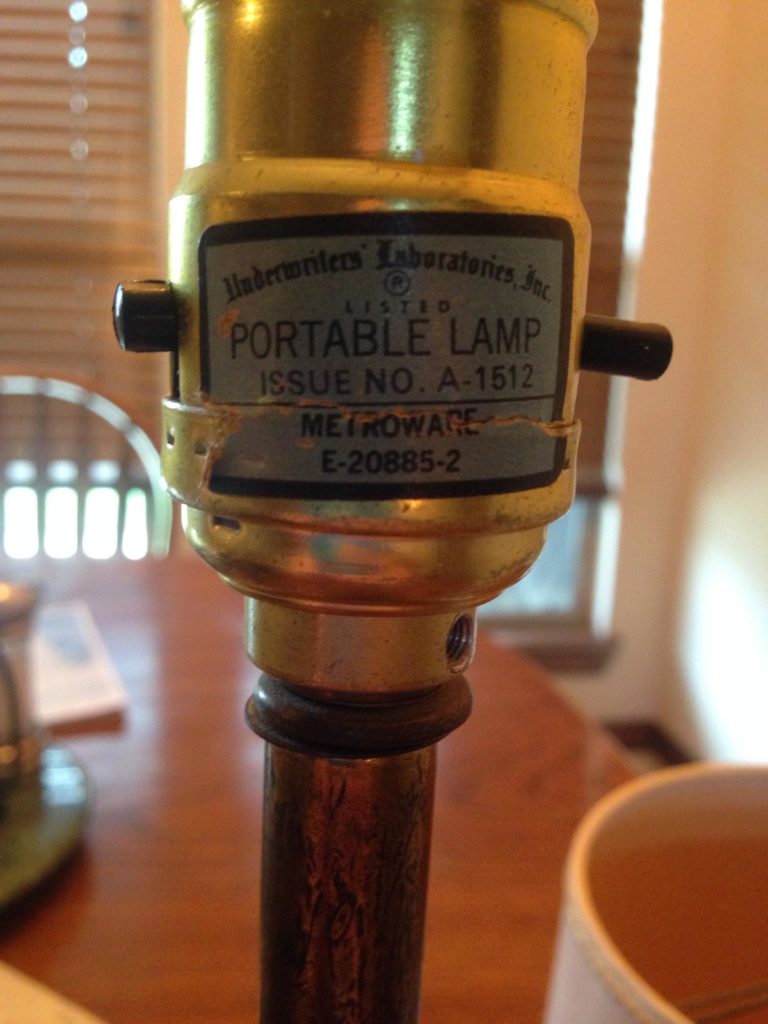 Underwriters' Laboratories, Inc.
®
LISTED
PORTABLE LAMP
ISSUE NO. A-1512
METROWARE
E-20885-2